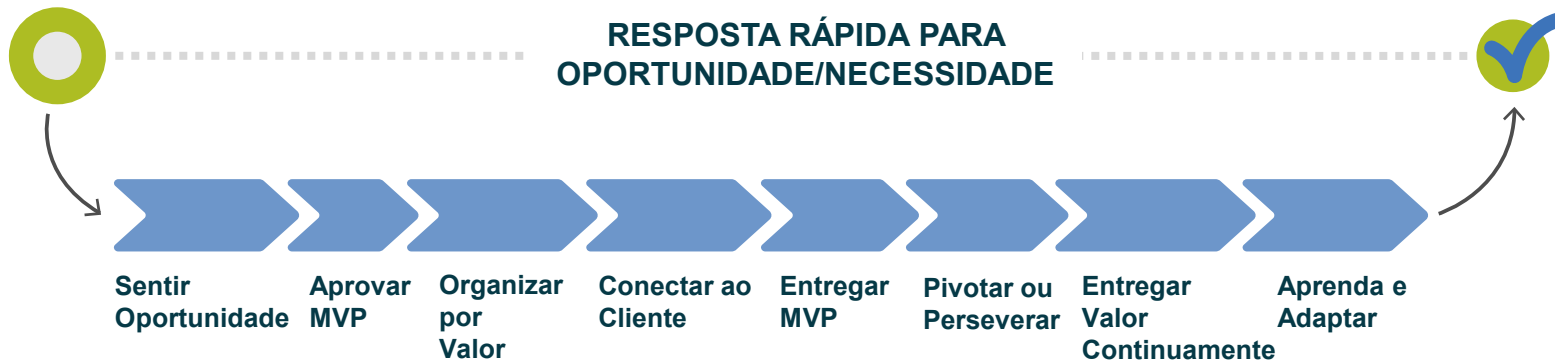 RESPOSTA RÁPIDA PARA
OPORTUNIDADE/NECESSIDADE
Sentir
Oportunidade
Aprovar
MVP
Organizar
por
Valor
Conectar ao
Cliente
Entregar
MVP
Pivotar ou
Perseverar
Entregar
Valor
Continuamente
Aprenda e
Adaptar